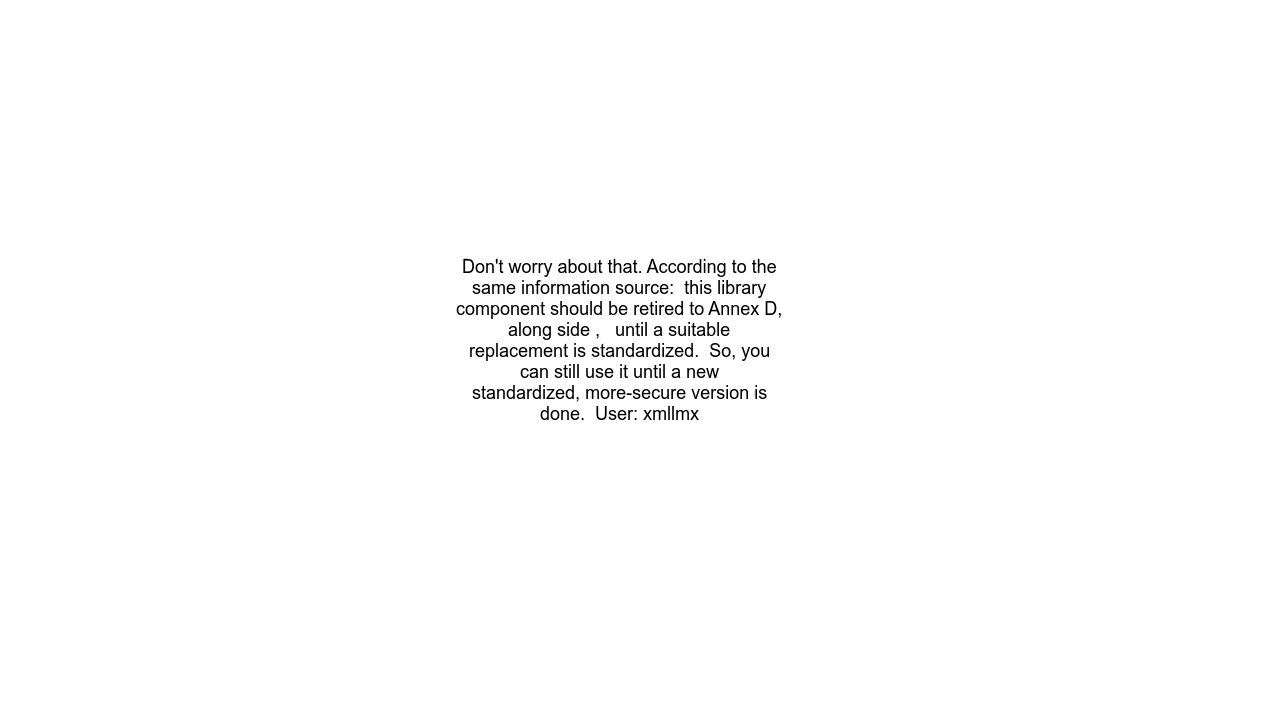 Don't worry about that. According to the
same information source:  this library
component should be retired to Annex D,
along side ,   until a suitable
replacement is standardized.  So, you
can still use it until a new
standardized, more-secure version is
done.  User: xmllmx